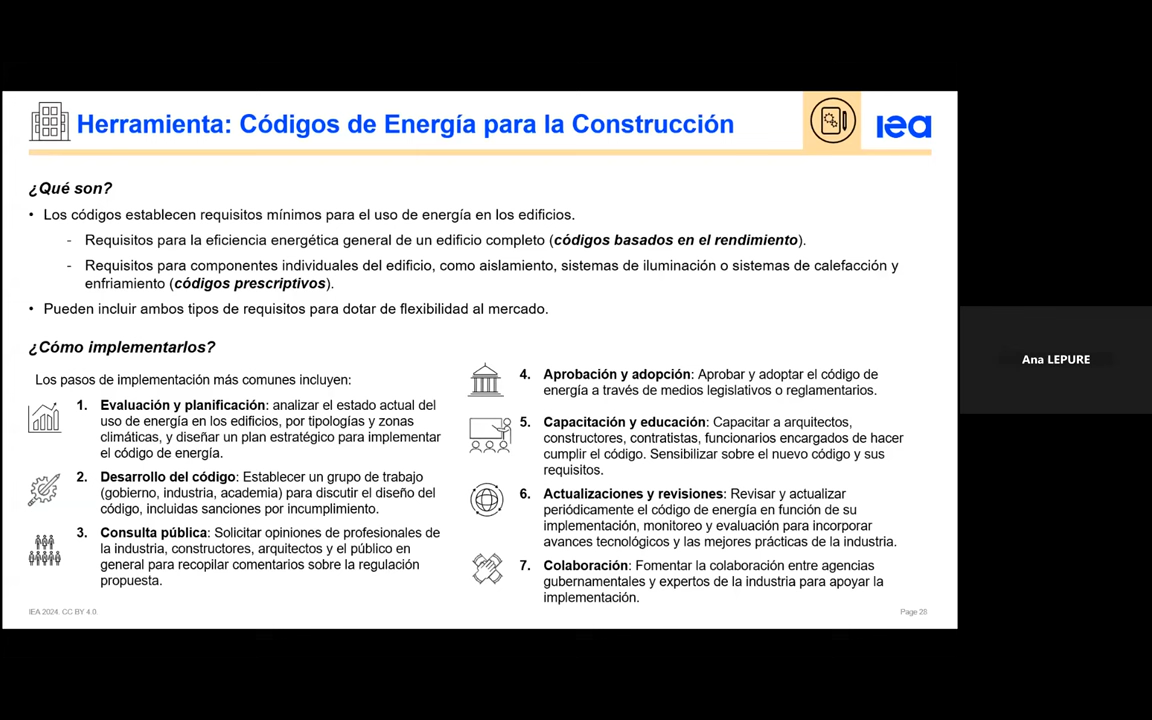 Herramienta: Códigos de Energía para la Construcción
iea
¿Qué son?
• Los códigos establecen requisitos mínimos para el uso de energía en los edificios.
- Requisitos para la eficiencia energética general de un edificio completo (códigos basados en el rendimiento).
- Requisitos para componentes individuales del edificio, como aislamiento, sistemas de iluminación o sistemas de calefacción y
enfriamiento (códigos prescriptivos).
• Pueden incluir ambos tipos de requisitos para dotar de flexibilidad al mercado.
¿Cómo implementarlos?
Los pasos de implementación más comunes incluyen:
1. Evaluación y planificación: analizar el estado actual del
uso de energía en los edificios, por tipologías y zonas
climáticas, y diseñar un plan estratégico para implementar
el código de energía.
2. Desarrollo del código: Establecer un grupo de trabajo
(gobierno, industria, academia) para discutir el diseño del
código, incluidas sanciones por incumplimiento.
3. Consulta pública: Solicitar opiniones de profesionales de
la industria, constructores, arquitectos y el público en
general para recopilar comentarios sobre la regulación
propuesta.
4. Aprobación y adopción: Aprobar y adoptar el código de
energía a través de medios legislativos o reglamentarios.
5. Capacitación y educación: Capacitar a arquitectos,
constructores, contratistas, funcionarios encargados de hacer
cumplir el código. Sensibilizar sobre el nuevo código y sus
requisitos.
6. Actualizaciones y revisiones: Revisar y actualizar
periódicamente el código de energía en función de su
implementación, monitoreo y evaluación para incorporar
avances tecnológicos y las mejores prácticas de la industria.
7. Colaboración: Fomentar la colaboración entre agencias
gubernamentales y expertos de la industria para apoyar la
implementación.
IEA 2024. CC BY 4.0.
Page 28
Ana LEPURE